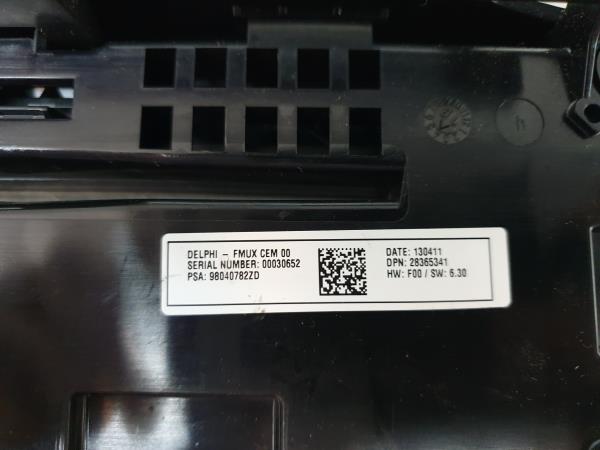 DELPHI – FMUX CEM 00
SERIAL NUMBER: 00030652
PSA: 98040782ZD
DATE: 130411
DPN: 28365341
HW: F00 / SW: 6.30